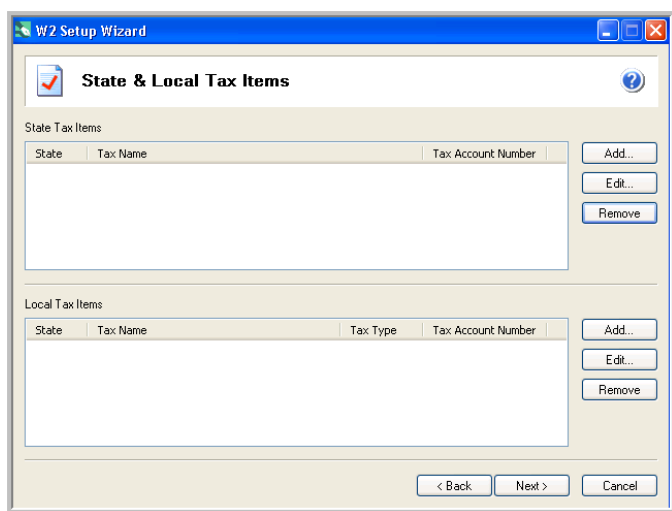 W2 Setup Wizard
State & Local Tax Items
?
State Tax Items
State Tax Name Tax Account Number
Add...
Edit...
Remove
Local Tax Items
State Tax Name Tax Type Tax Account Number
Add...
Edit...
Remove
< Back Next > Cancel